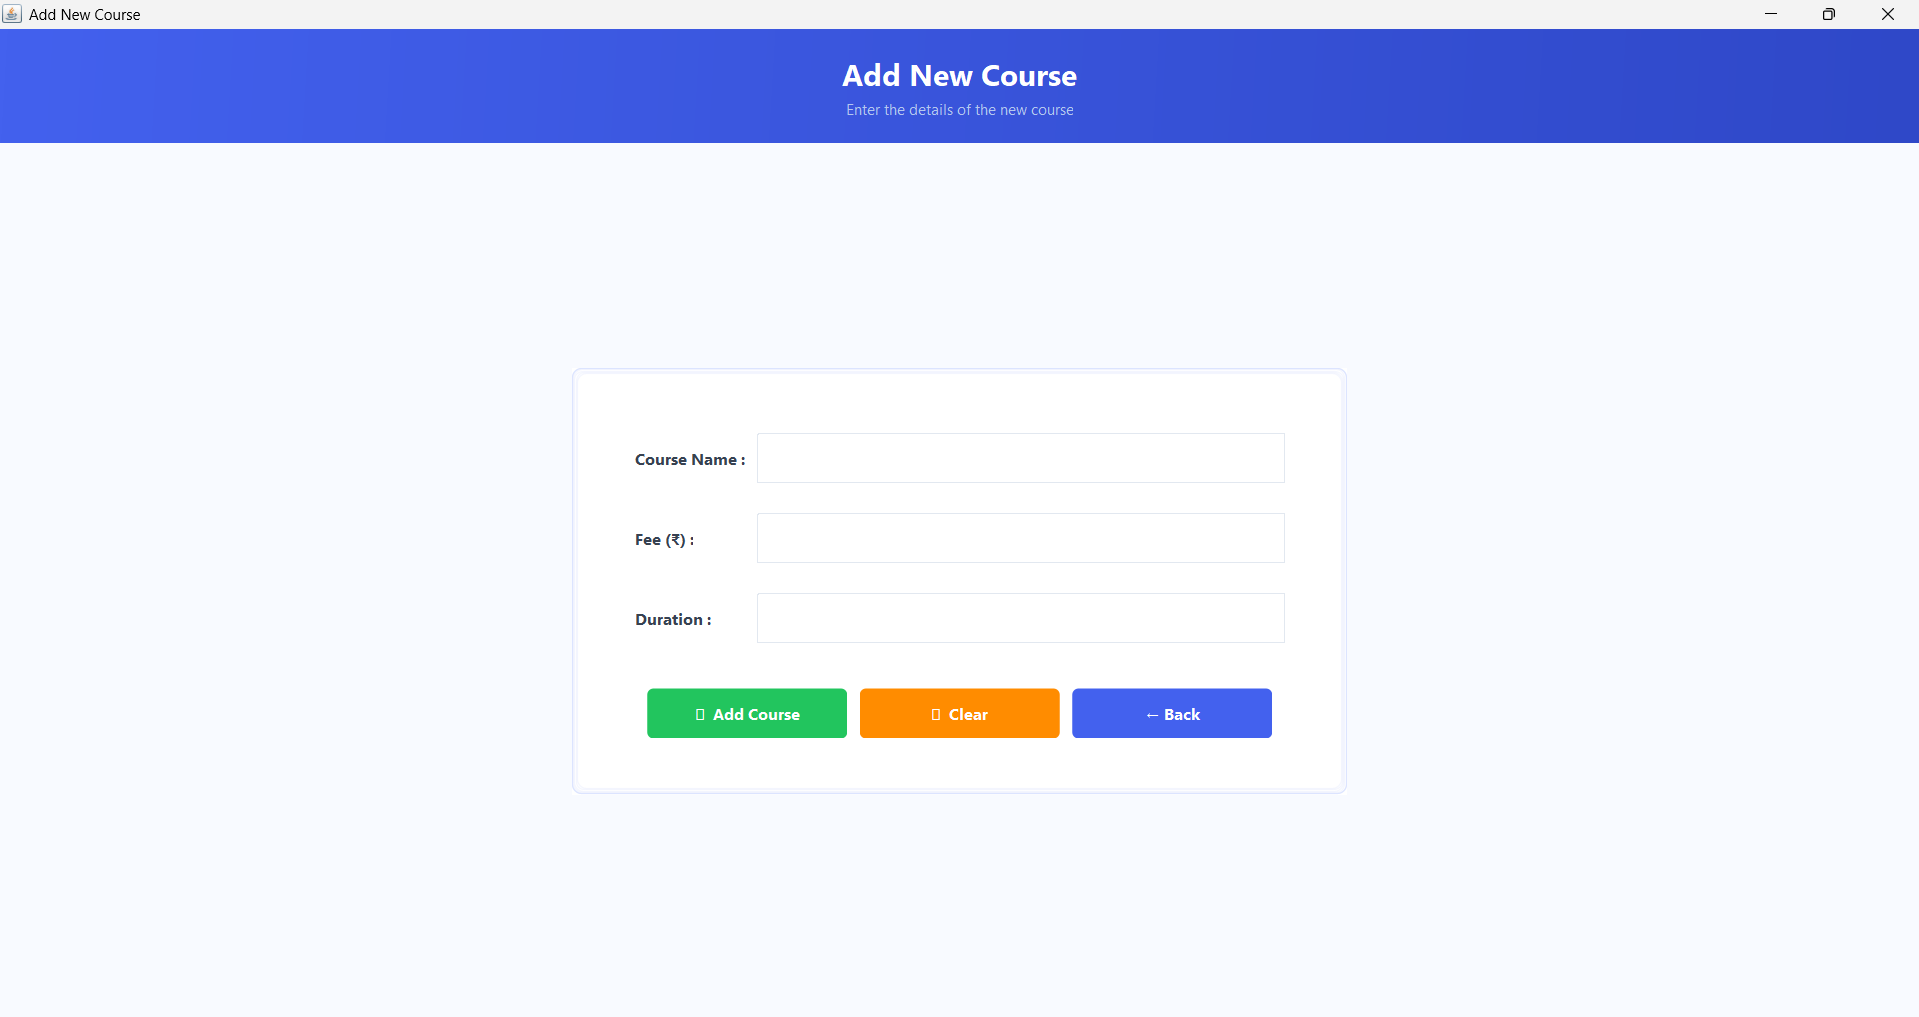 Add New Course
Add New Course
Enter the details of the new course
Course Name :
Fee (₹) :
Duration :
Add Course
Clear
← Back